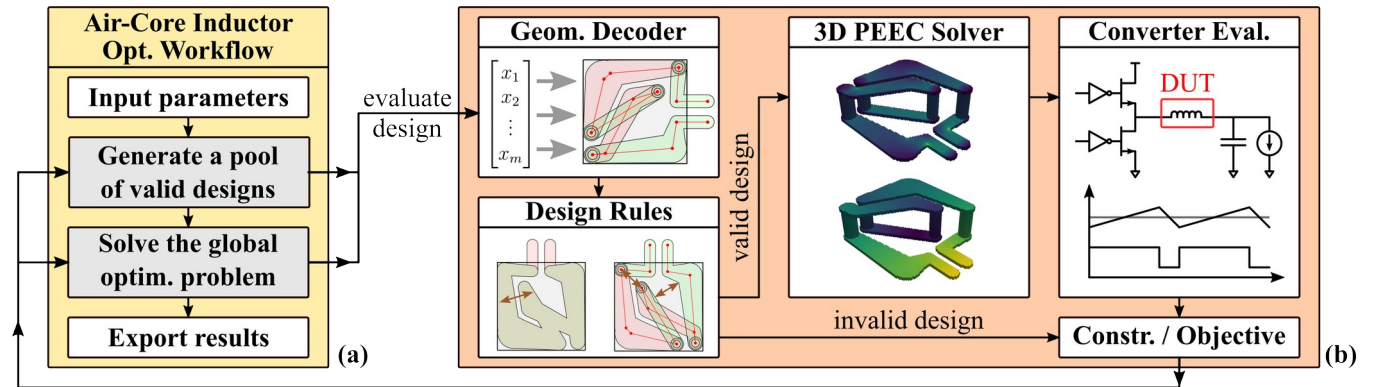 Air-Core Inductor
Opt. Workflow
Input parameters
Generate a pool
of valid designs
Solve the global
optim. problem
Export results
(a)
evaluate
design
Geom. Decoder
x1
x2
⋮
xm
Design Rules
valid design
invalid design
3D PEEC Solver
Converter Eval.
DUT
Constr. / Objective
(b)